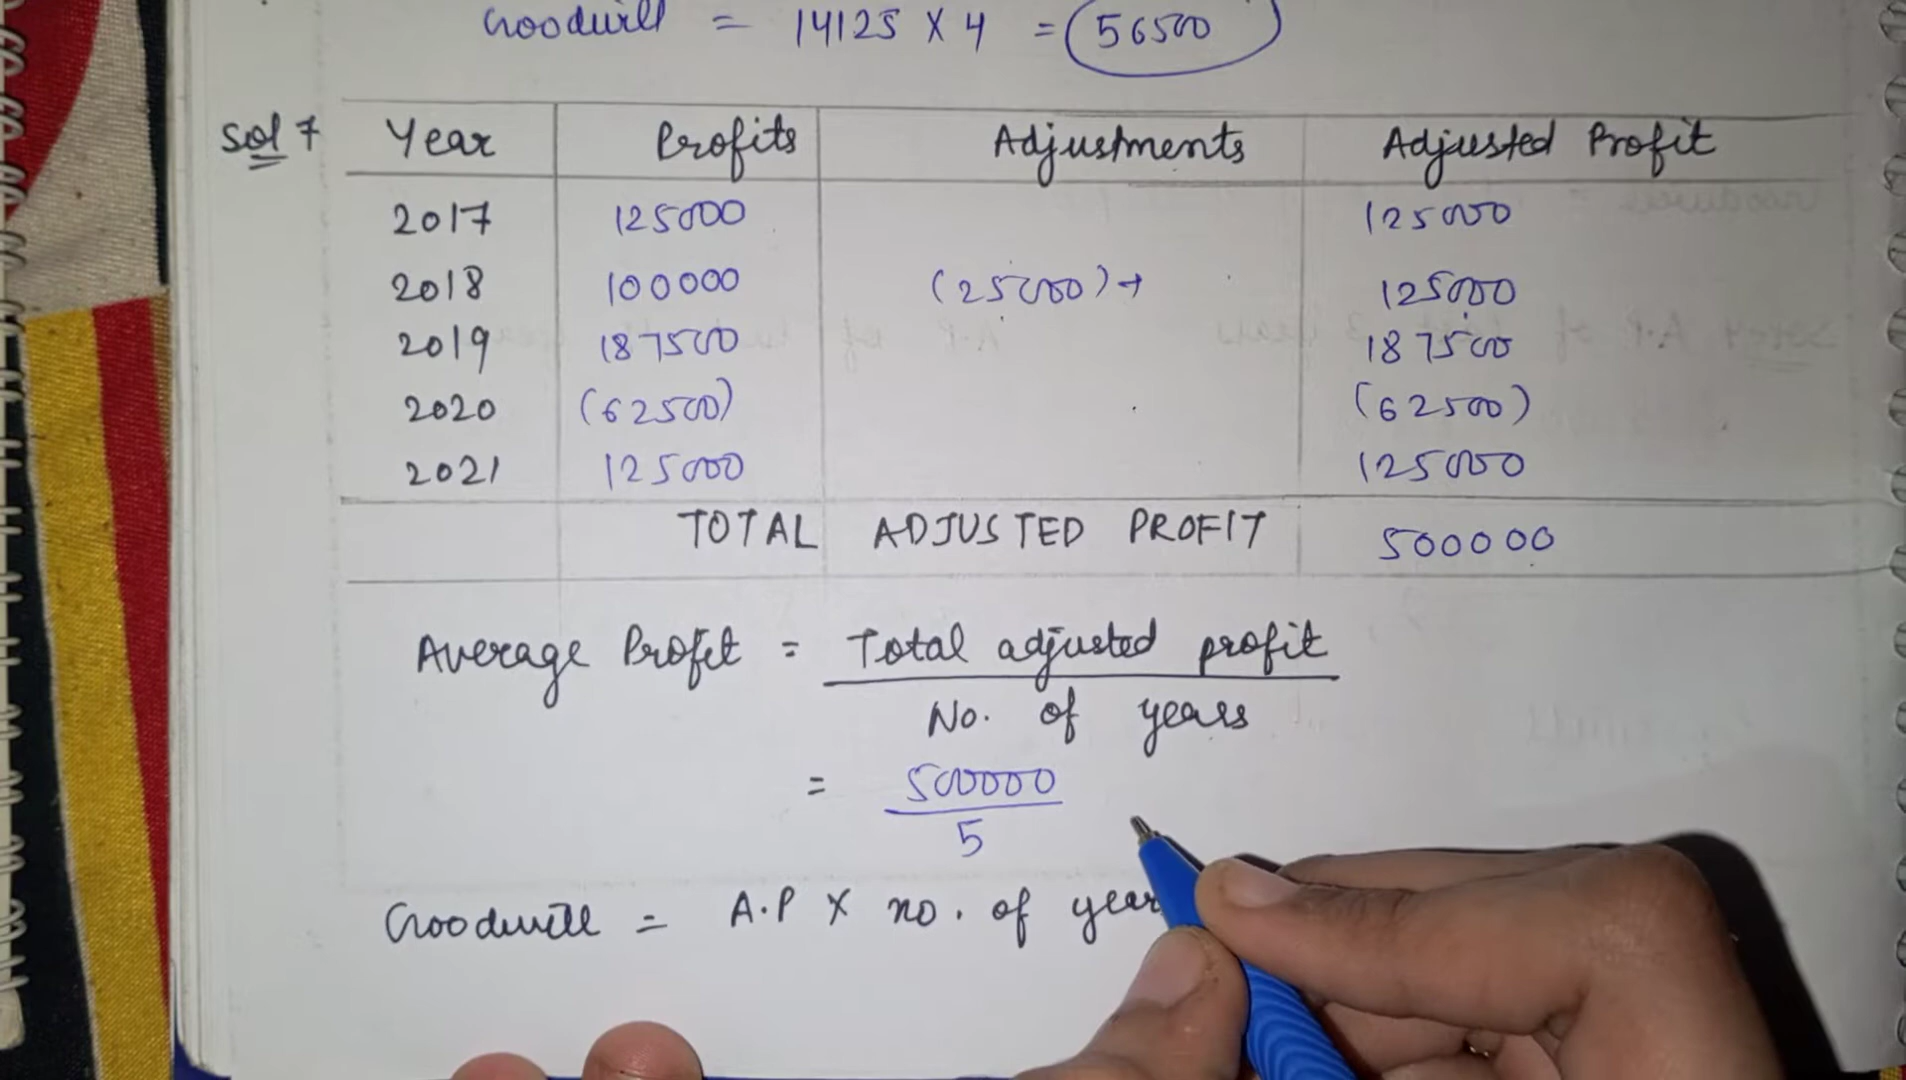 Goodwill = 14125 X 4 = 56500
Sol 7 Year Profits Adjustments Adjusted Profit
2017 125000 125000
2018 100000 (25000)+ 125000
2019 187500 187500
2020 (62500) (62500)
2021 125000 125000
TOTAL ADJUSTED PROFIT 500000
Average Profit = Total adjusted profit
No. of years
= 500000
5
Goodwill = A.P X no. of year